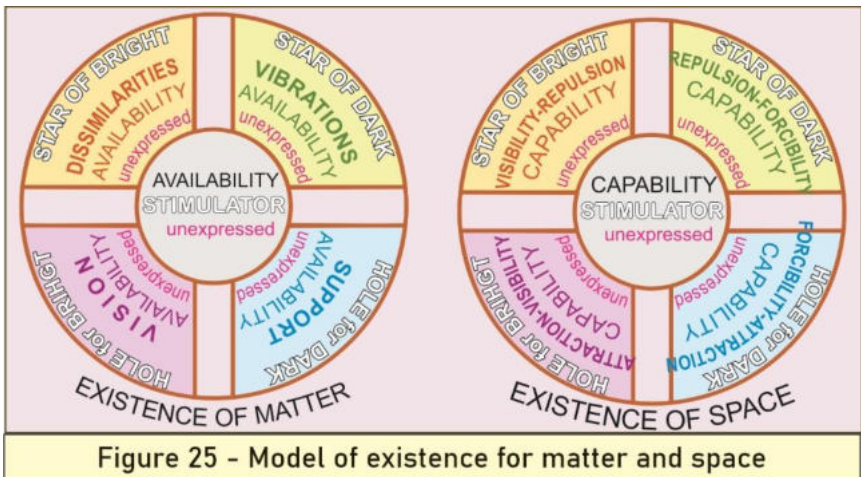 STAR OF BRIGHT
DISSIMILARITIES
AVAILABILITY
unexpressed
STAR OF DARK
VIBRATIONS
AVAILABILITY
unexpressed
AVAILABILITY
STIMULATOR
unexpressed
unexpressed
AVAILABILITY
VISION
HOLE for BRIHGT
unexpressed
AVAILABILITY
SUPPORT
HOLE for DARK
EXISTENCE OF MATTER
STAR OF BRIGHT
VISIBILITY-REPULSION
CAPABILITY
unexpressed
STAR OF DARK
REPULSION-FORCIBILITY
CAPABILITY
unexpressed
CAPABILITY
STIMULATOR
unexpressed
unexpressed
CAPABILITY
ATTRACTION-VISIBILITY
HOLE for BRIHGT
unexpressed
CAPABILITY
FORCIBILITY-ATTRACTION
HOLE for DARK
EXISTENCE OF SPACE
Figure 25 - Model of existence for matter and space